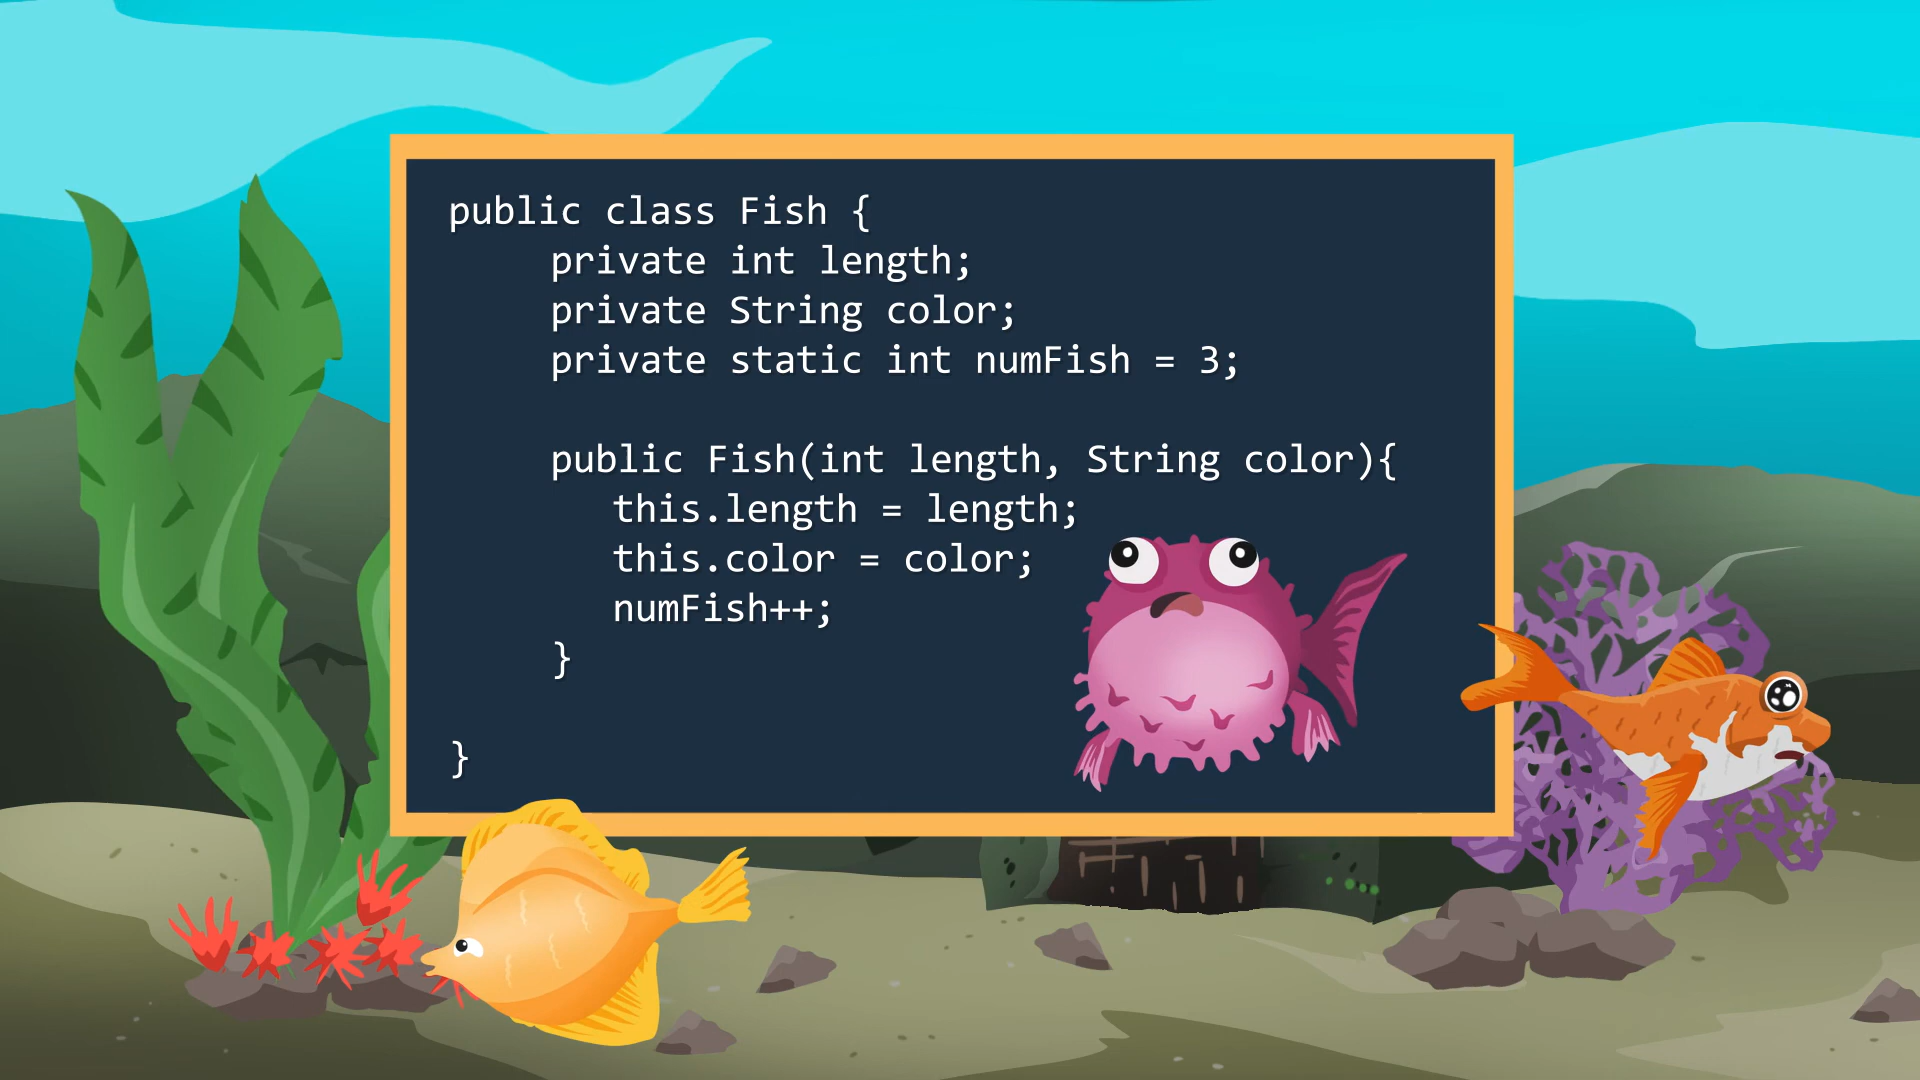 public class Fish {
private int length;
private String color;
private static int numFish = 3;
public Fish(int length, String color){
this.length = length;
this.color = color;
numFish++;
}
}